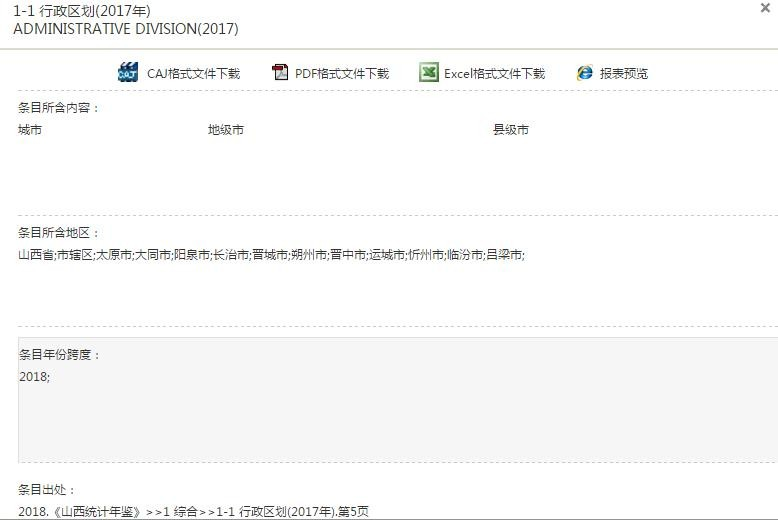 1-1 行政区划(2017年)
ADMINISTRATIVE DIVISION(2017)
CAJ CAJ格式文件下载 PDF格式文件下载 Excel格式文件下载 报表预览
条目所含内容：
城市 地级市 县级市
条目所含地区：
山西省;市辖区;太原市;大同市;阳泉市;长治市;晋城市;朔州市;晋中市;运城市;忻州市;临汾市;吕梁市;
条目年份跨度：
2018;
条目出处：
2018.《山西统计年鉴》>>1 综合>>1-1 行政区划(2017年).第5页